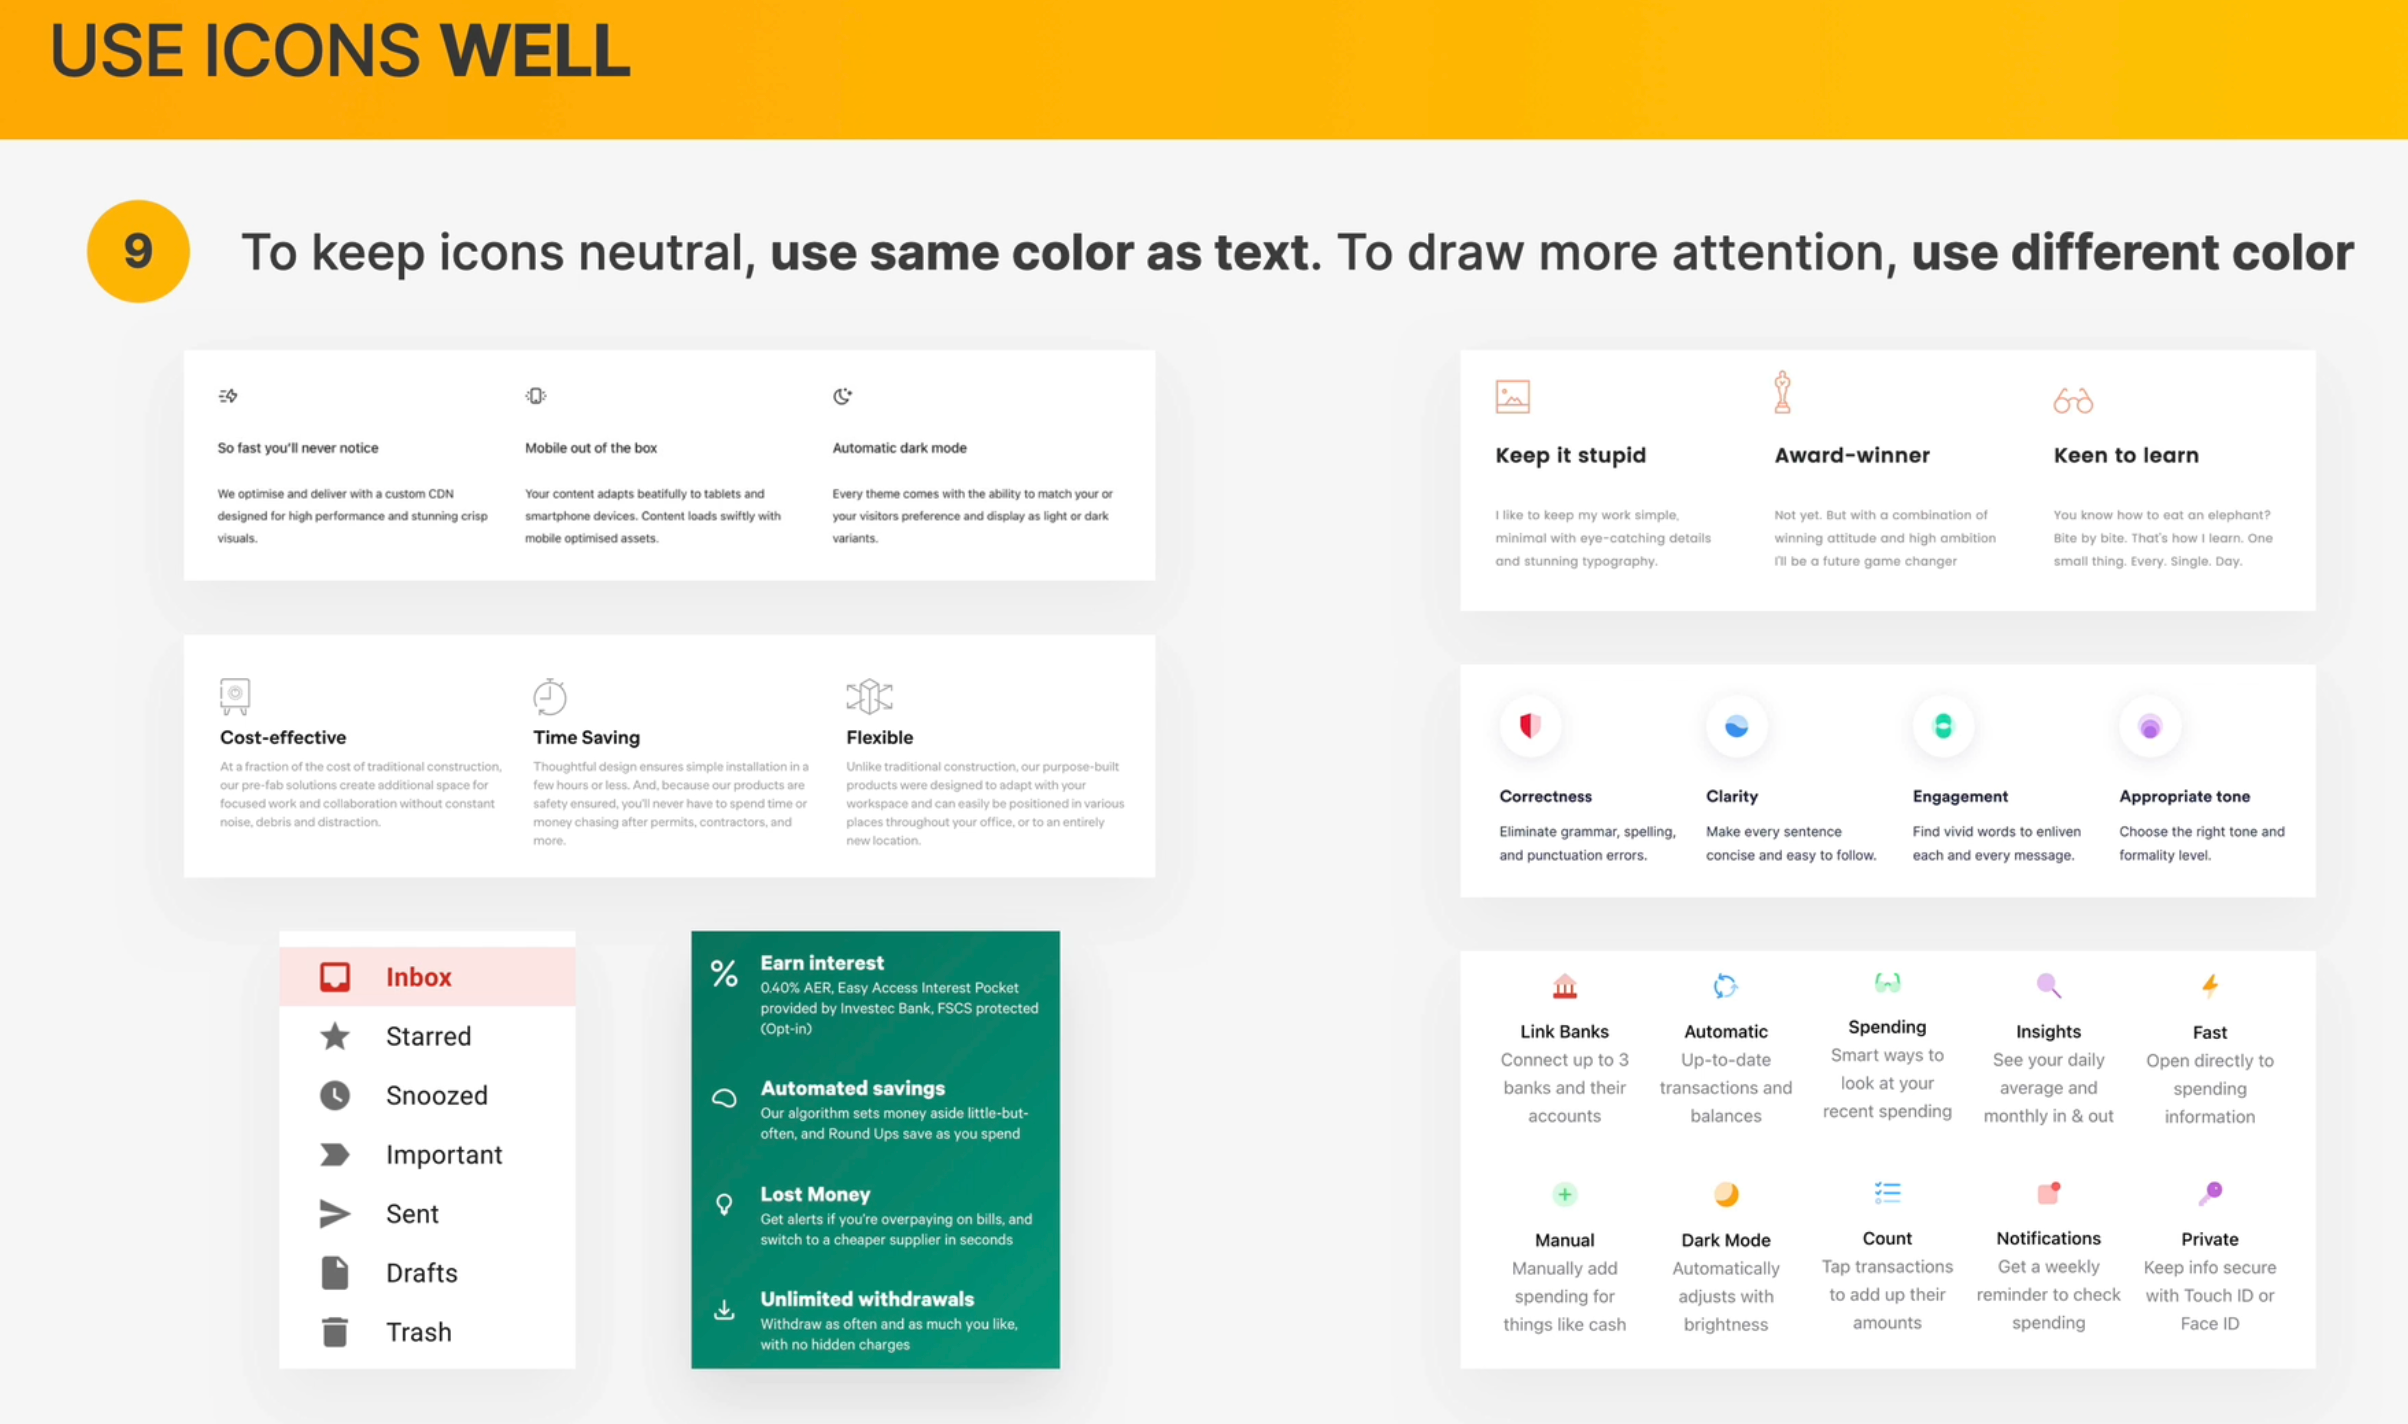 USE ICONS WELL
9
To keep icons neutral, use same color as text. To draw more attention, use different color
So fast you'll never notice
We optimise and deliver with a custom CDN
designed for high performance and stunning crisp
visuals.
Mobile out of the box
Your content adapts beatifully to tablets and
smartphone devices. Content loads swiftly with
mobile optimised assets.
Automatic dark mode
Every theme comes with the ability to match your or
your visitors preference and display as light or dark
variants.
Cost-effective
At a fraction of the cost of traditional construction,
our pre-fab solutions create additional space for
focused work and collaboration without constant
noise, debris and distraction.
Time Saving
Thoughtful design ensures simple installation in a
few hours or less. And, because our products are
safety ensured, you'll never have to spend time or
money chasing after permits, contractors, and
more.
Flexible
Unlike traditional construction, our purpose-built
products were designed to adapt with your
workspace and can easily be positioned in various
places throughout your office, or to an entirely
new location.
Inbox
Starred
Snoozed
Important
Sent
Drafts
Trash
Earn interest
0.40% AER, Easy Access Interest Pocket
provided by Investec Bank, FSCS protected
(Opt-in)
Automated savings
Our algorithm sets money aside little-but-
often, and Round Ups save as you spend
Lost Money
Get alerts if you're overpaying on bills, and
switch to a cheaper supplier in seconds
Unlimited withdrawals
Withdraw as often and as much you like,
with no hidden charges
Keep it stupid
I like to keep my work simple,
minimal with eye-catching details
and stunning typography.
Award-winner
Not yet. But with a combination of
winning attitude and high ambition
I'll be a future game changer
Keen to learn
You know how to eat an elephant?
Bite by bite. That's how I learn. One
small thing. Every. Single. Day.
Correctness
Eliminate grammar, spelling,
and punctuation errors.
Clarity
Make every sentence
concise and easy to follow.
Engagement
Find vivid words to enliven
each and every message.
Appropriate tone
Choose the right tone and
formality level.
Link Banks
Connect up to 3
banks and their
accounts
Automatic
Up-to-date
transactions and
balances
Spending
Smart ways to
look at your
recent spending
Insights
See your daily
average and
monthly in & out
Fast
Open directly to
spending
information
Manual
Manually add
spending for
things like cash
Dark Mode
Automatically
adjusts with
brightness
Count
Tap transactions
to add up their
amounts
Notifications
Get a weekly
reminder to check
spending
Private
Keep info secure
with Touch ID or
Face ID